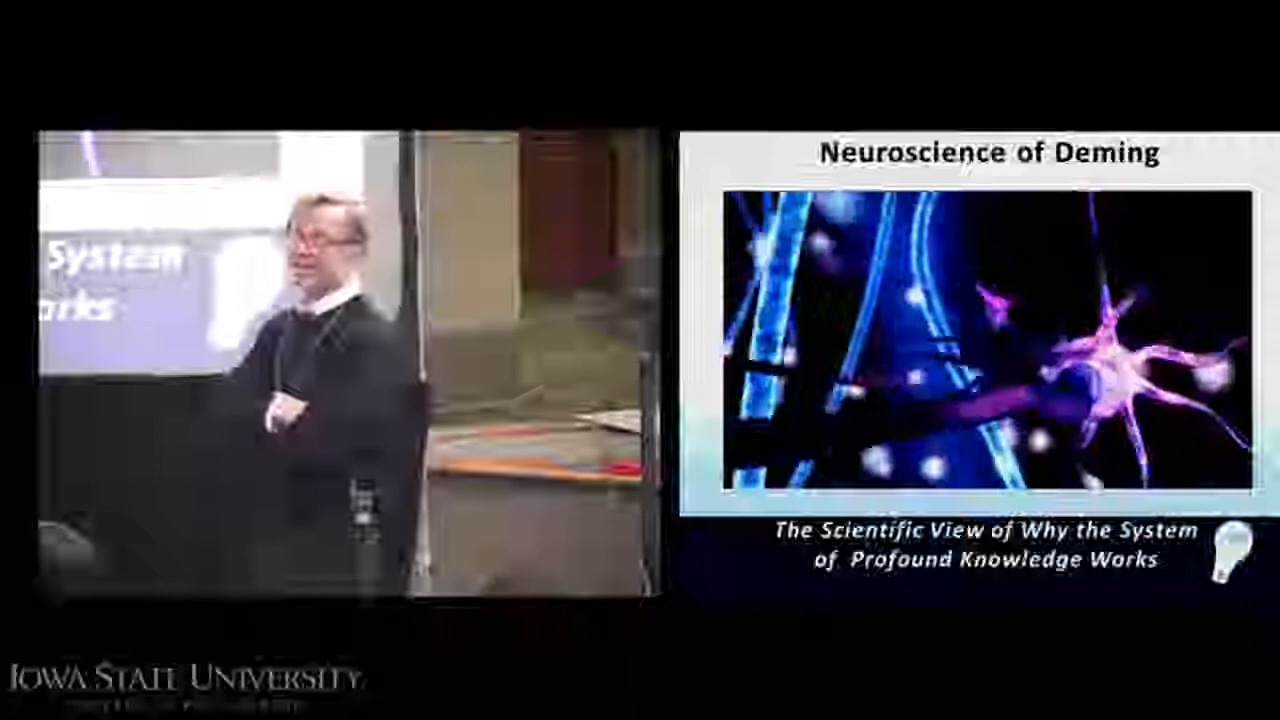 System
orks
Neuroscience of Deming
The Scientific View of Why the System
of Profound Knowledge Works
IOWA STATE UNIVERSITY